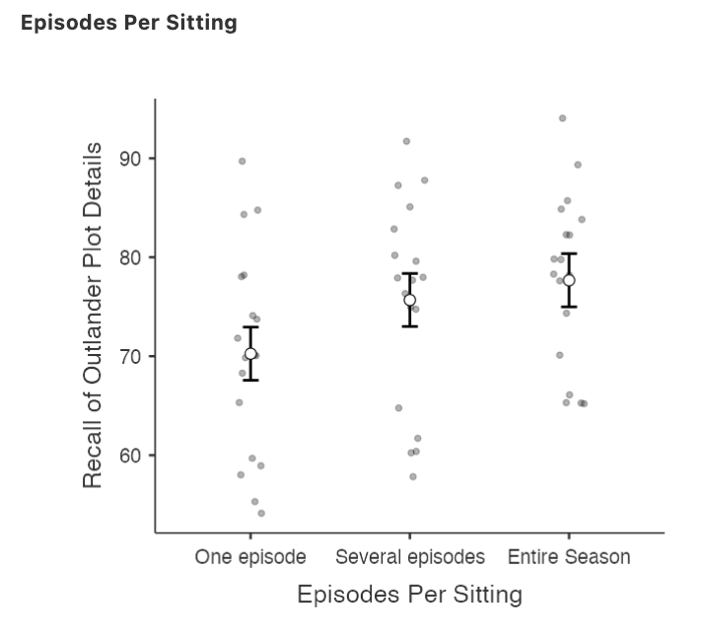 Episodes Per Sitting
Recall of Outlander Plot Details
90
80
70
60
One episode
Several episodes
Entire Season
Episodes Per Sitting